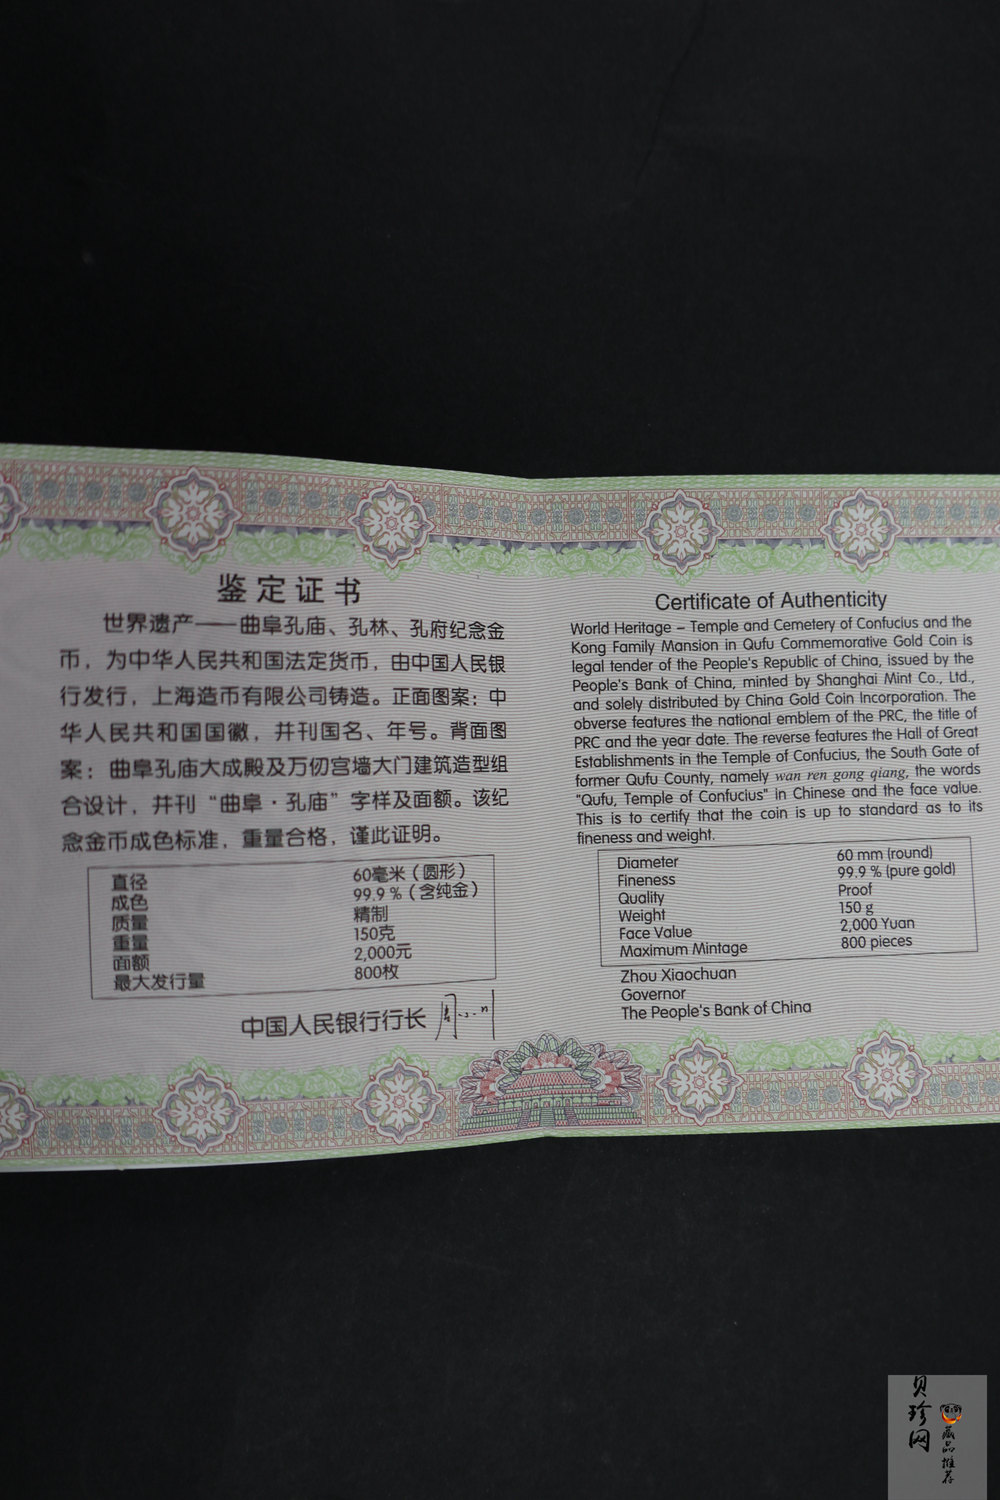 鉴定证书
世界遗产——曲阜孔庙、孔林、孔府纪念金
币，为中华人民共和国法定货币，由中国人民银
行发行，上海造币有限公司铸造。正面图案：中
华人民共和国国徽，并刊国名、年号。背面图
案：曲阜孔庙大成殿及万仞宫墙大门建筑造型组
合设计，并刊“曲阜·孔庙”字样及面额。该纪
念金币成色标准，重量合格，谨此证明。
直径 60毫米（圆形）
成色 99.9 %（含纯金）
质量 精制
重量 150克
面额 2,000元
最大发行量 800枚
中国人民银行行长 周小川
Certificate of Authenticity
World Heritage – Temple and Cemetery of Confucius and the
Kong Family Mansion in Qufu Commemorative Gold Coin is
legal tender of the People's Republic of China, issued by the
People's Bank of China, minted by Shanghai Mint Co., Ltd.,
and solely distributed by China Gold Coin Incorporation. The
obverse features the national emblem of the PRC, the title of
PRC and the year date. The reverse features the Hall of Great
Establishments in the Temple of Confucius, the South Gate of
former Qufu County, namely wan ren gong qiang, the words
"Qufu, Temple of Confucius" in Chinese and the face value.
This is to certify that the coin is up to standard as to its
fineness and weight.
Diameter 60 mm (round)
Fineness 99.9 % (pure gold)
Quality Proof
Weight 150 g
Face Value 2,000 Yuan
Maximum Mintage 800 pieces
Zhou Xiaochuan
Governor
The People's Bank of China
贝珍网
藏品推荐